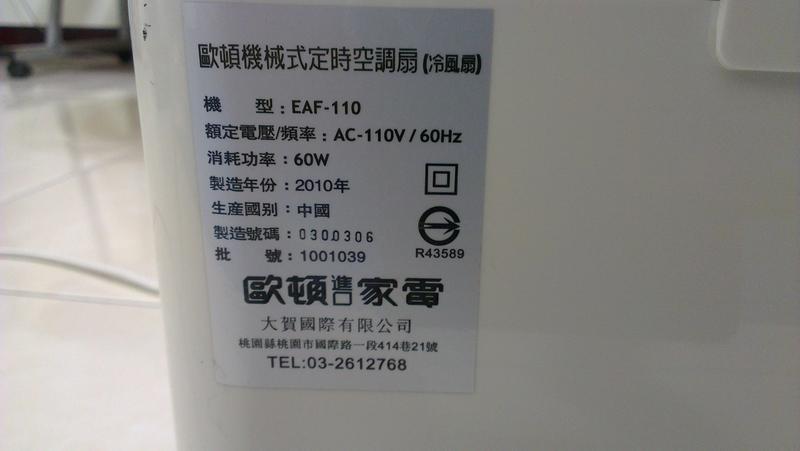 歐頓機械式定時空調扇(冷風扇)
機　　型：EAF-110
額定電壓/頻率：AC-110V / 60Hz
消耗功率：60W
製造年份：2010年
生產國別：中國
製造號碼：0300306
批　　號：1001039
R43589
歐頓進口家電
大賀國際有限公司
桃園縣桃園市國際路一段414巷21號
TEL:03-2612768